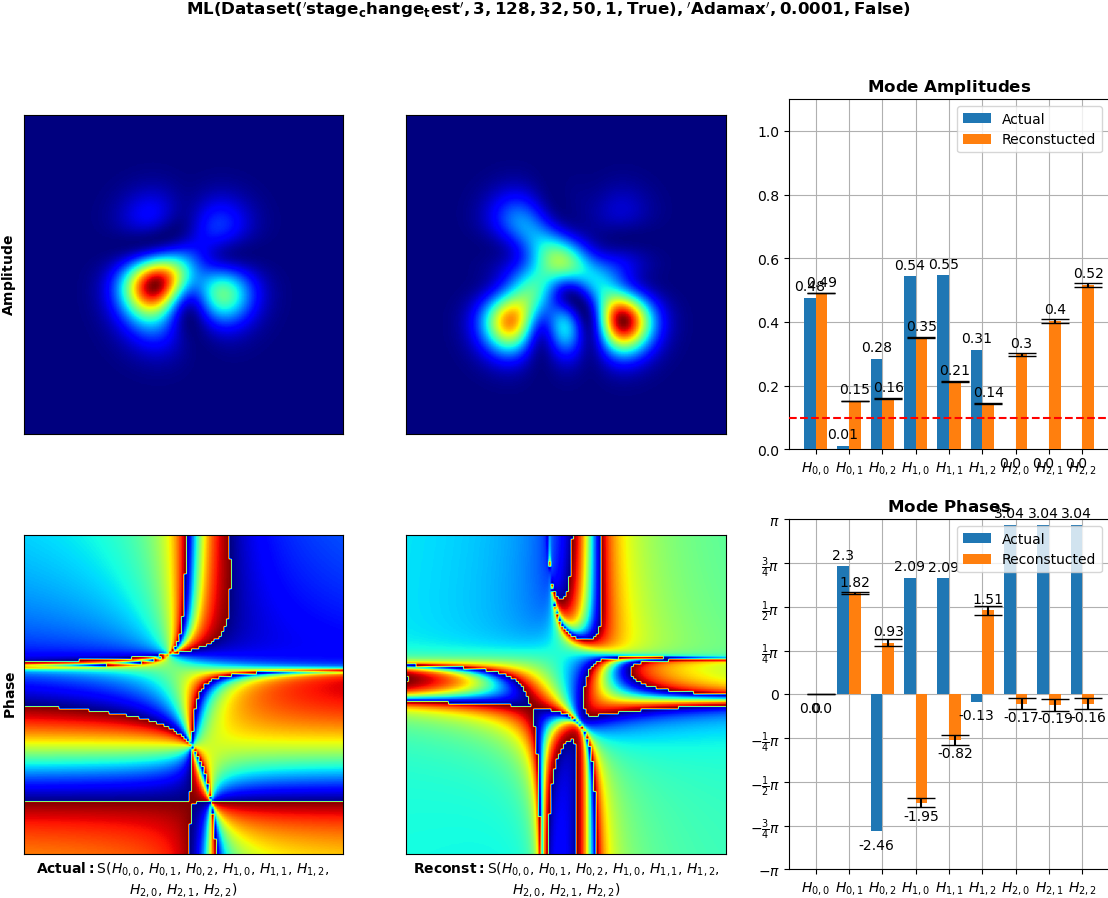 ML(Dataset('stage_change_test', 3, 128, 32, 50, 1, True), 'Adamax', 0.0001, False)
Amplitude
Mode Amplitudes
Actual
Reconstucted
1.0
0.8
0.6
0.4
0.2
0.0
0.48
0.49
0.01
0.15
0.28
0.16
0.54
0.35
0.55
0.21
0.31
0.14
0.0
0.3
0.0
0.4
0.0
0.52
H0,0 H0,1 H0,2 H1,0 H1,1 H1,2 H2,0 H2,1 H2,2
Phase
Actual: S(H0,0, H0,1, H0,2, H1,0, H1,1, H1,2,
H2,0, H2,1, H2,2)
Reconst: S(H0,0, H0,1, H0,2, H1,0, H1,1, H1,2,
H2,0, H2,1, H2,2)
Mode Phases
Actual
Reconstucted
π
3/4π
1/2π
1/4π
0
−1/4π
−1/2π
−3/4π
−π
0.0
0.0
2.3
1.82
-2.46
0.93
2.09
-1.95
2.09
-0.82
-0.13
1.51
3.04
-0.17
3.04
-0.19
3.04
-0.16
H0,0 H0,1 H0,2 H1,0 H1,1 H1,2 H2,0 H2,1 H2,2